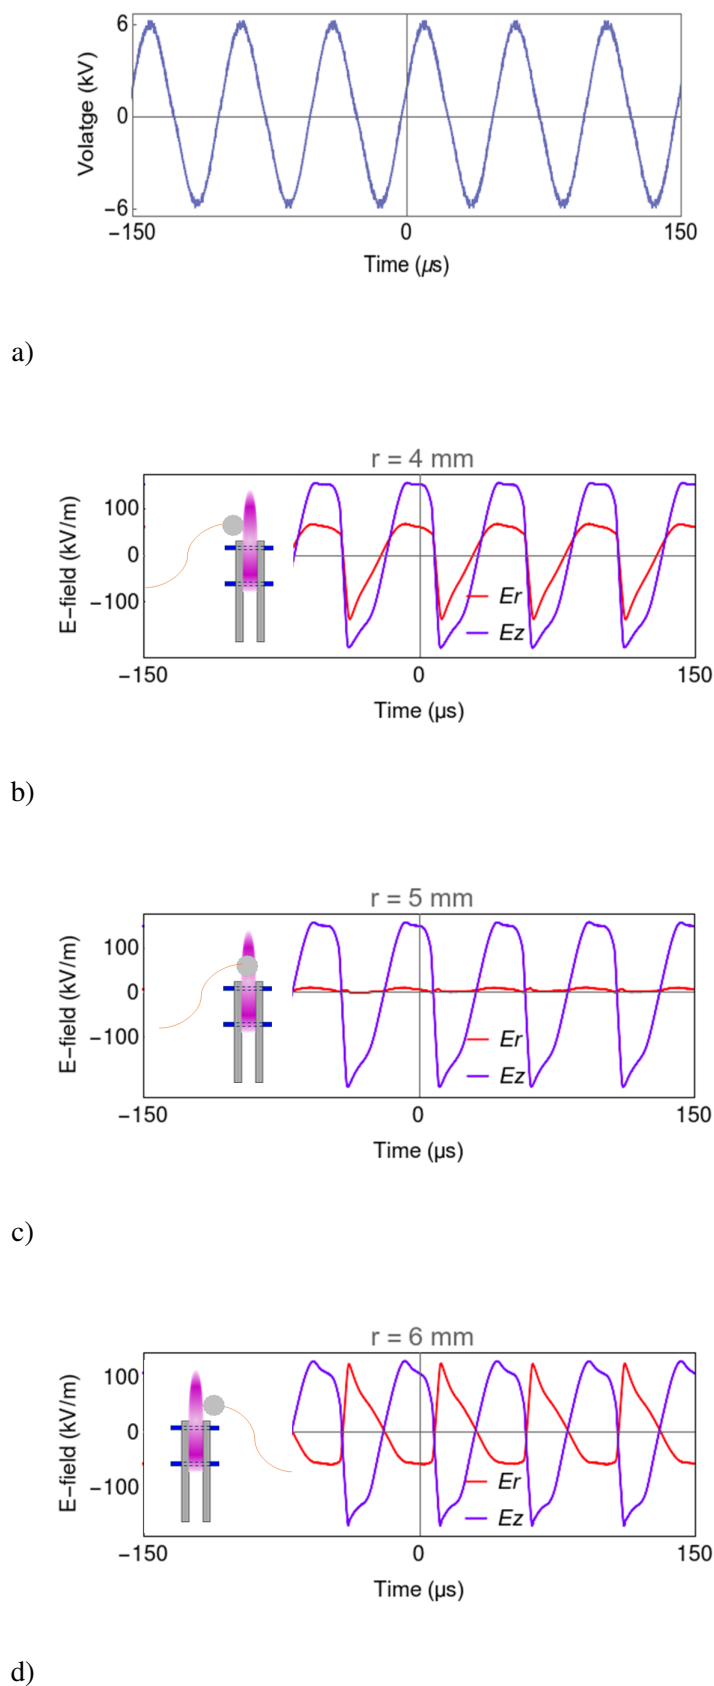 6
0
−6
Volatge (kV)
−150 0 150
Time (μs)
a)
r = 4 mm
100
0
−100
E−field (kV/m)
Er
Ez
−150 0 150
Time (μs)
b)
r = 5 mm
100
0
−100
E−field (kV/m)
Er
Ez
−150 0 150
Time (μs)
c)
r = 6 mm
100
0
−100
E−field (kV/m)
Er
Ez
−150 0 150
Time (μs)
d)